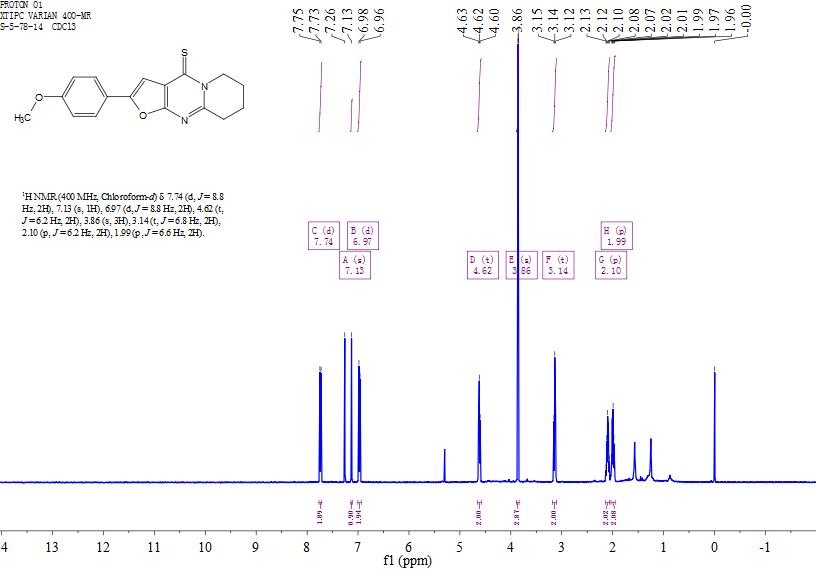 PROTON 01
XTIPC VARIAN 400-MR
S-5-78-14 CDCl3
7.75
7.73
7.26
7.13
6.98
6.96
4.63
4.62
4.60
3.86
3.15
3.14
3.12
2.13
2.12
2.10
2.08
2.07
2.02
2.01
1.99
1.97
1.96
-0.00
S
N
O
H₃C
O
N
¹H NMR (400 MHz, Chloroform-d) δ 7.74 (d, J = 8.8
Hz, 2H), 7.13 (s, 1H), 6.97 (d, J = 8.8 Hz, 2H), 4.62 (t,
J = 6.2 Hz, 2H), 3.86 (s, 3H), 3.14 (t, J = 6.8 Hz, 2H),
2.10 (p, J = 6.2 Hz, 2H), 1.99 (p, J = 6.6 Hz, 2H).
C (d)
7.74
B (d)
6.97
H (p)
1.99
A (s)
7.13
D (t)
4.62
E (s)
3.86
F (t)
3.14
G (p)
2.10
1.89
0.90
1.94
2.00
2.87
2.00
2.02
2.08
4 13 12 11 10 9 8 7 6 5 4 3 2 1 0 -1
f1 (ppm)